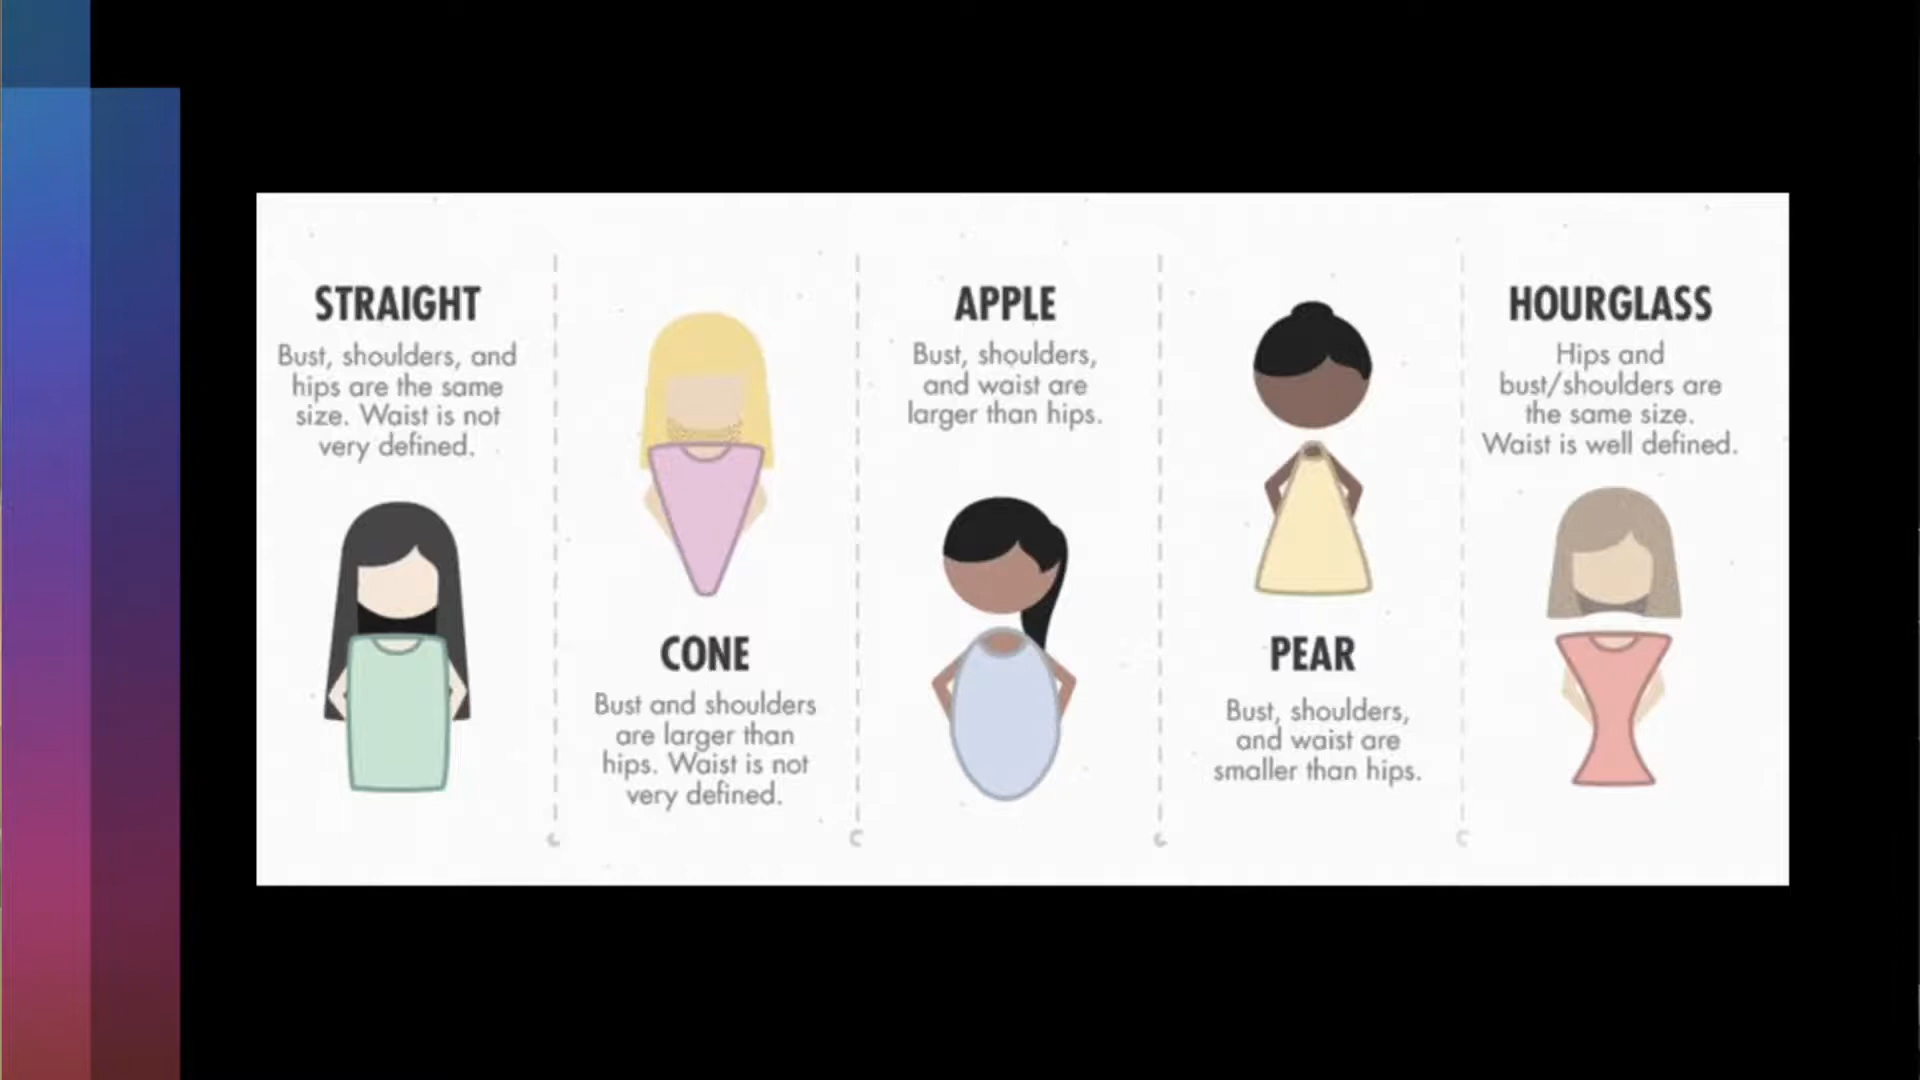 STRAIGHT
Bust, shoulders, and
hips are the same
size. Waist is not
very defined.
CONE
Bust and shoulders
are larger than
hips. Waist is not
very defined.
APPLE
Bust, shoulders,
and waist are
larger than hips.
PEAR
Bust, shoulders,
and waist are
smaller than hips.
HOURGLASS
Hips and
bust/shoulders are
the same size.
Waist is well defined.